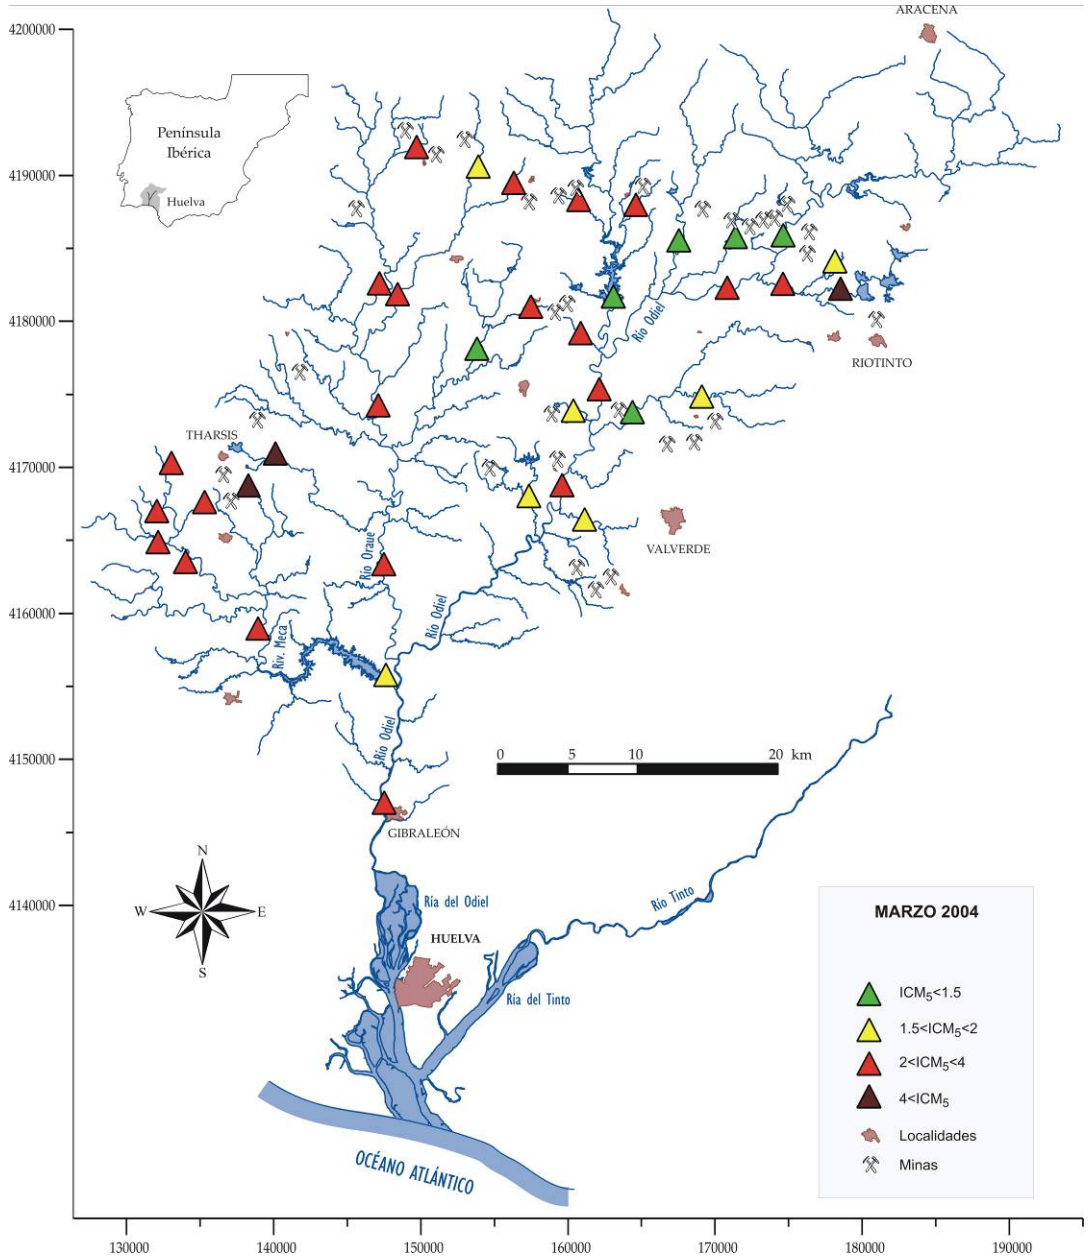 ARACENA
4200000
Península
Ibérica
Huelva
4190000
4180000
Río Odiel
RIOTINTO
THARSIS
4170000
VALVERDE
Río Oraue
4160000
Río Odiel
Riv. Meca
Río Odiel
4150000
0 5 10 20 km
GIBRALEÓN
N
W E
S
4140000
Ría del Odiel
Río Tinto
HUELVA
Ría del Tinto
OCÉANO ATLÁNTICO
MARZO 2004
ICM5<1.5
1.5<ICM5<2
2<ICM5<4
4<ICM5
Localidades
Minas
130000 140000 150000 160000 170000 180000 190000